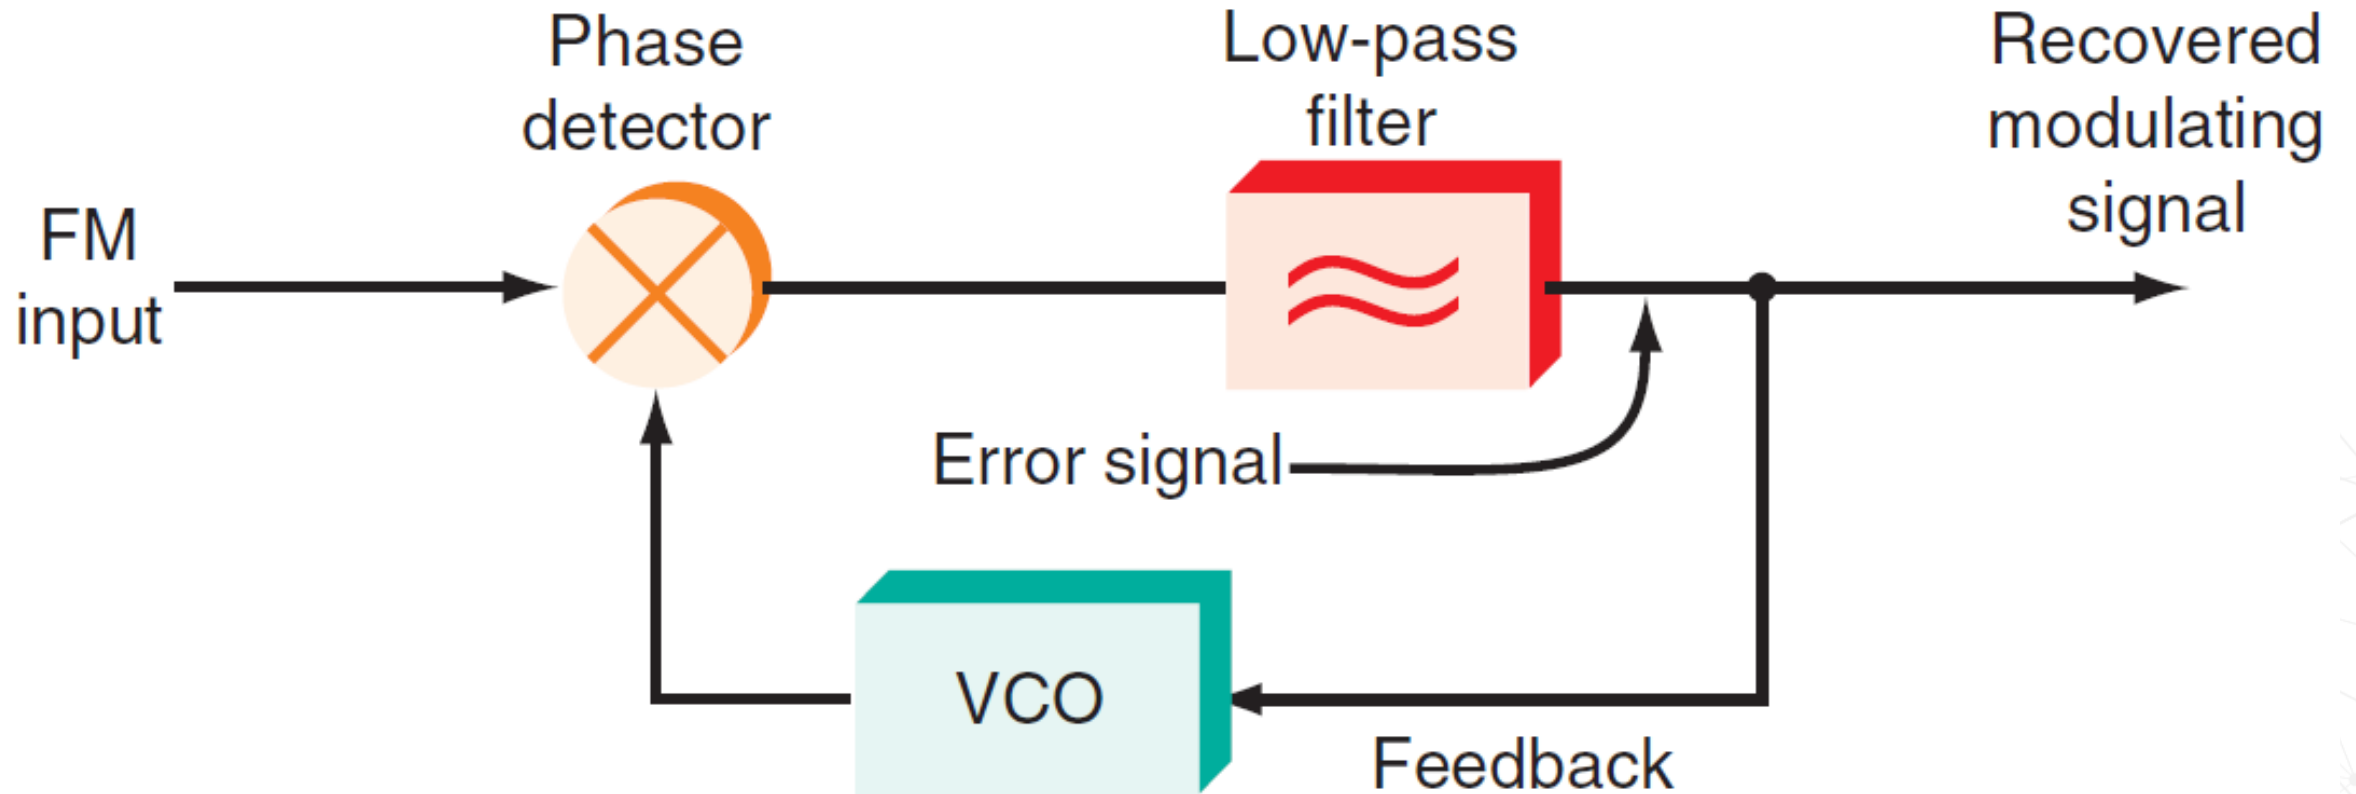 Phase
detector
Low-pass
filter
Recovered
modulating
signal
FM
input
Error signal
VCO
Feedback